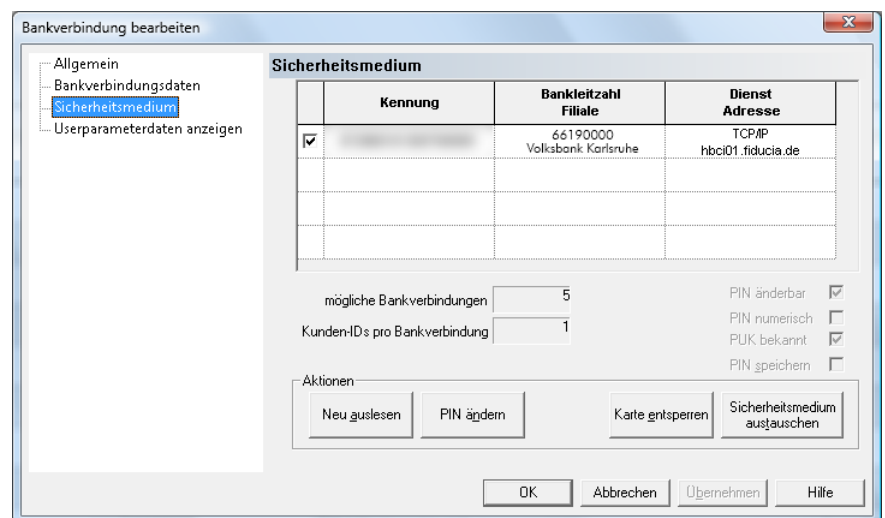 Bankverbindung bearbeiten
Allgemein
Bankverbindungsdaten
Sicherheitsmedium
Userparameterdaten anzeigen
Sicherheitsmedium
Kennung
Bankleitzahl
Filiale
Dienst
Adresse
66190000
Volksbank Karlsruhe
TCP/IP
hbci01.fiducia.de
mögliche Bankverbindungen 5
Kunden-IDs pro Bankverbindung 1
PIN änderbar
PIN numerisch
PUK bekannt
PIN speichern
Aktionen
Neu auslesen
PIN ändern
Karte entsperren
Sicherheitsmedium
austauschen
OK
Abbrechen
Übernehmen
Hilfe